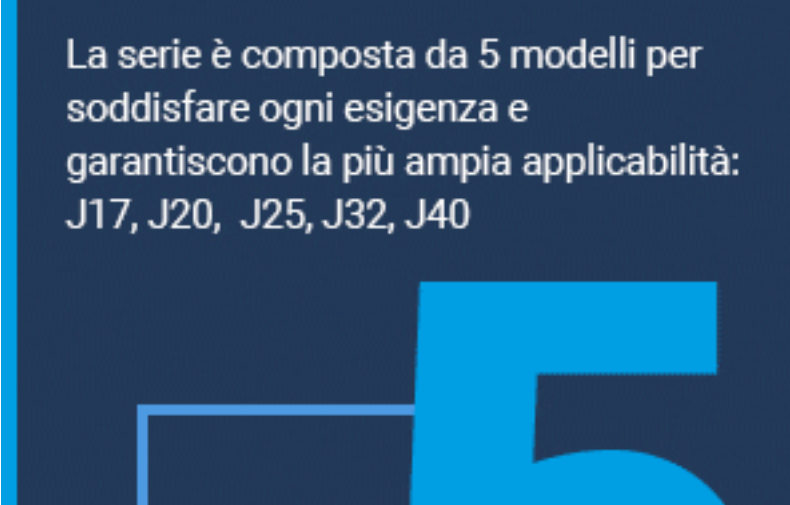 La serie è composta da 5 modelli per
soddisfare ogni esigenza e
garantiscono la più ampia applicabilità:
J17, J20,  J25, J32, J40
5